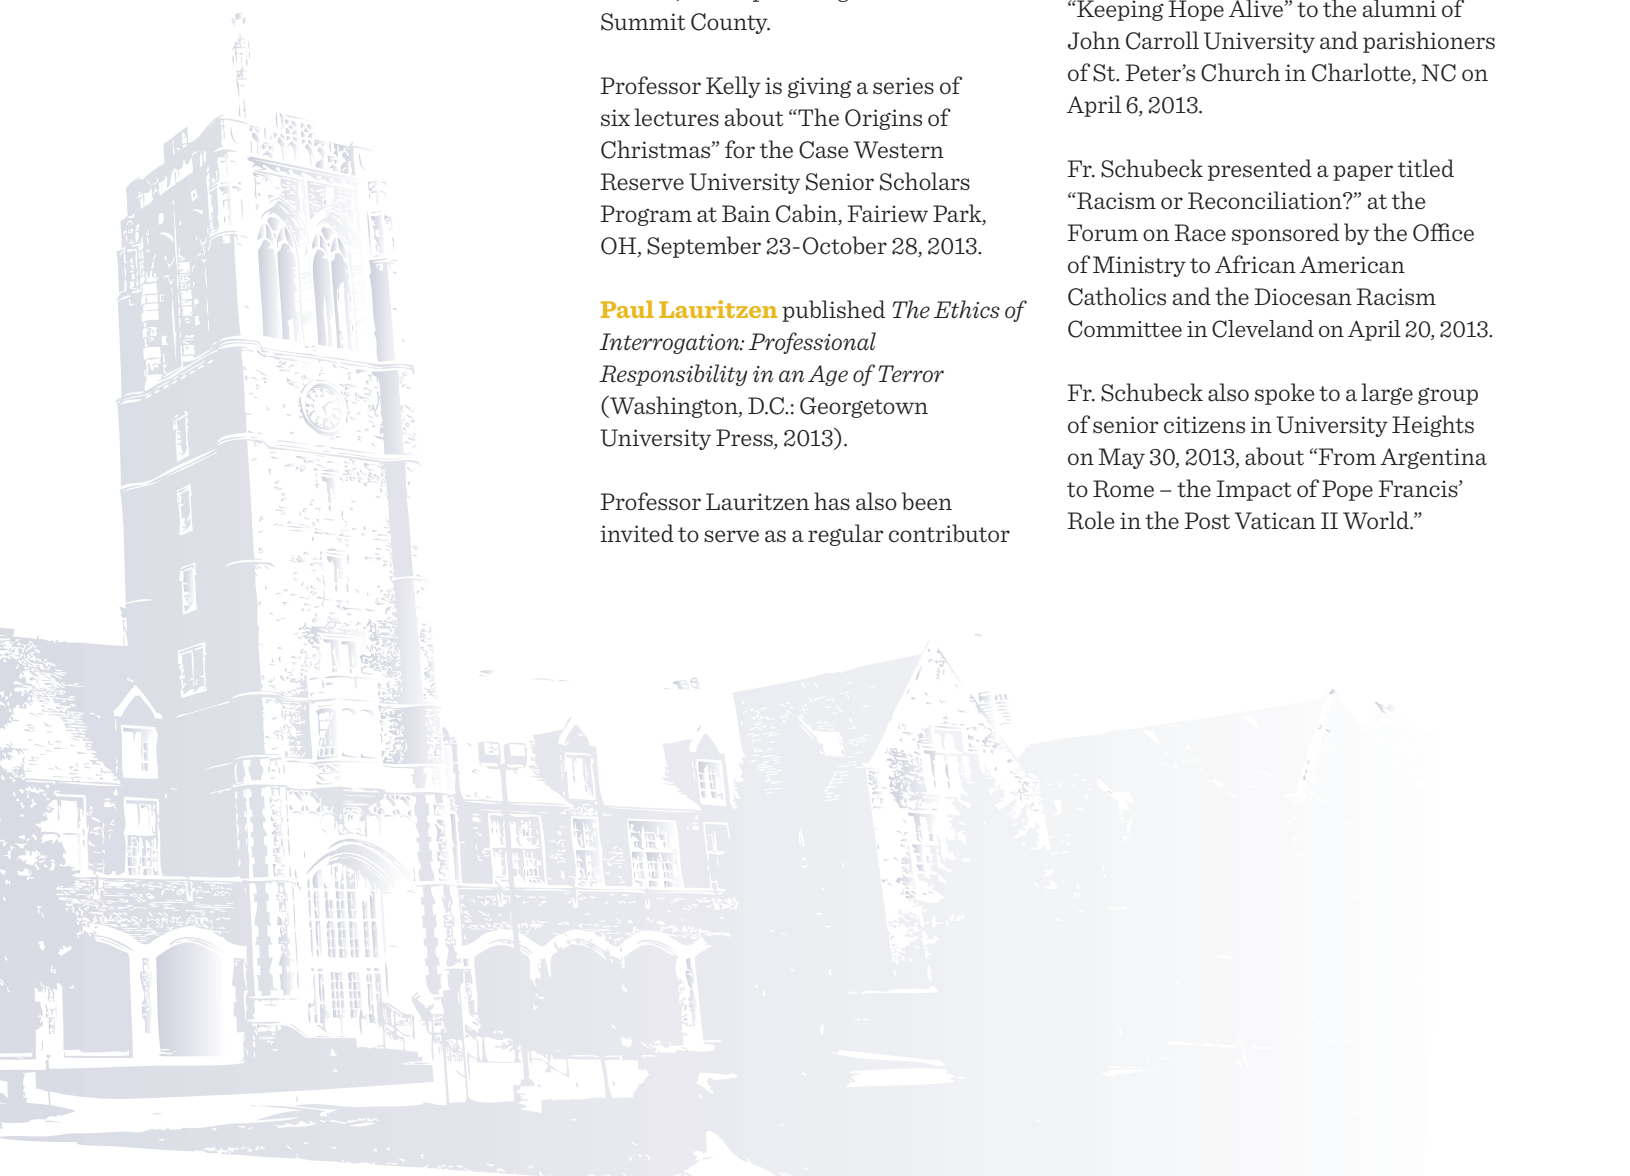 Summit County.
Professor Kelly is giving a series of
six lectures about “The Origins of
Christmas” for the Case Western
Reserve University Senior Scholars
Program at Bain Cabin, Fairiew Park,
OH, September 23-October 28, 2013.
Paul Lauritzen published The Ethics of
Interrogation: Professional
Responsibility in an Age of Terror
(Washington, D.C.: Georgetown
University Press, 2013).
Professor Lauritzen has also been
invited to serve as a regular contributor
“Keeping Hope Alive” to the alumni of
John Carroll University and parishioners
of St. Peter’s Church in Charlotte, NC on
April 6, 2013.
Fr. Schubeck presented a paper titled
“Racism or Reconciliation?” at the
Forum on Race sponsored by the Office
of Ministry to African American
Catholics and the Diocesan Racism
Committee in Cleveland on April 20, 2013.
Fr. Schubeck also spoke to a large group
of senior citizens in University Heights
on May 30, 2013, about “From Argentina
to Rome – the Impact of Pope Francis’
Role in the Post Vatican II World.”